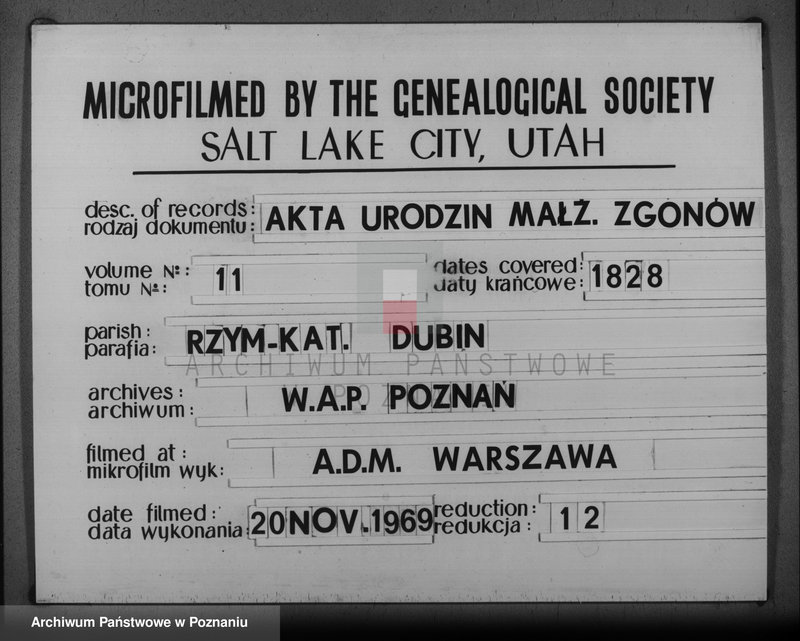 MICROFILMED BY THE GENEALOGICAL SOCIETY
SALT LAKE CITY, UTAH
desc. of records: AKTA URODZIN MAŁŻ. ZGONÓW
rodzaj dokumentu:
volume №: 11 dates covered: 1828
tomu №: daty krańcowe:
parish: RZYM-KAT. DUBIN
parafia:
ARCHIWUM PAŃSTWOWE
archives: W.A.P. POZNAŃ
archiwum:
filmed at: A.D.M. WARSZAWA
mikrofilm wyk:
date filmed: 20 NOV. 1969 reduction: 12
data wykonania: redukcja:
Archiwum Państwowe w Poznaniu